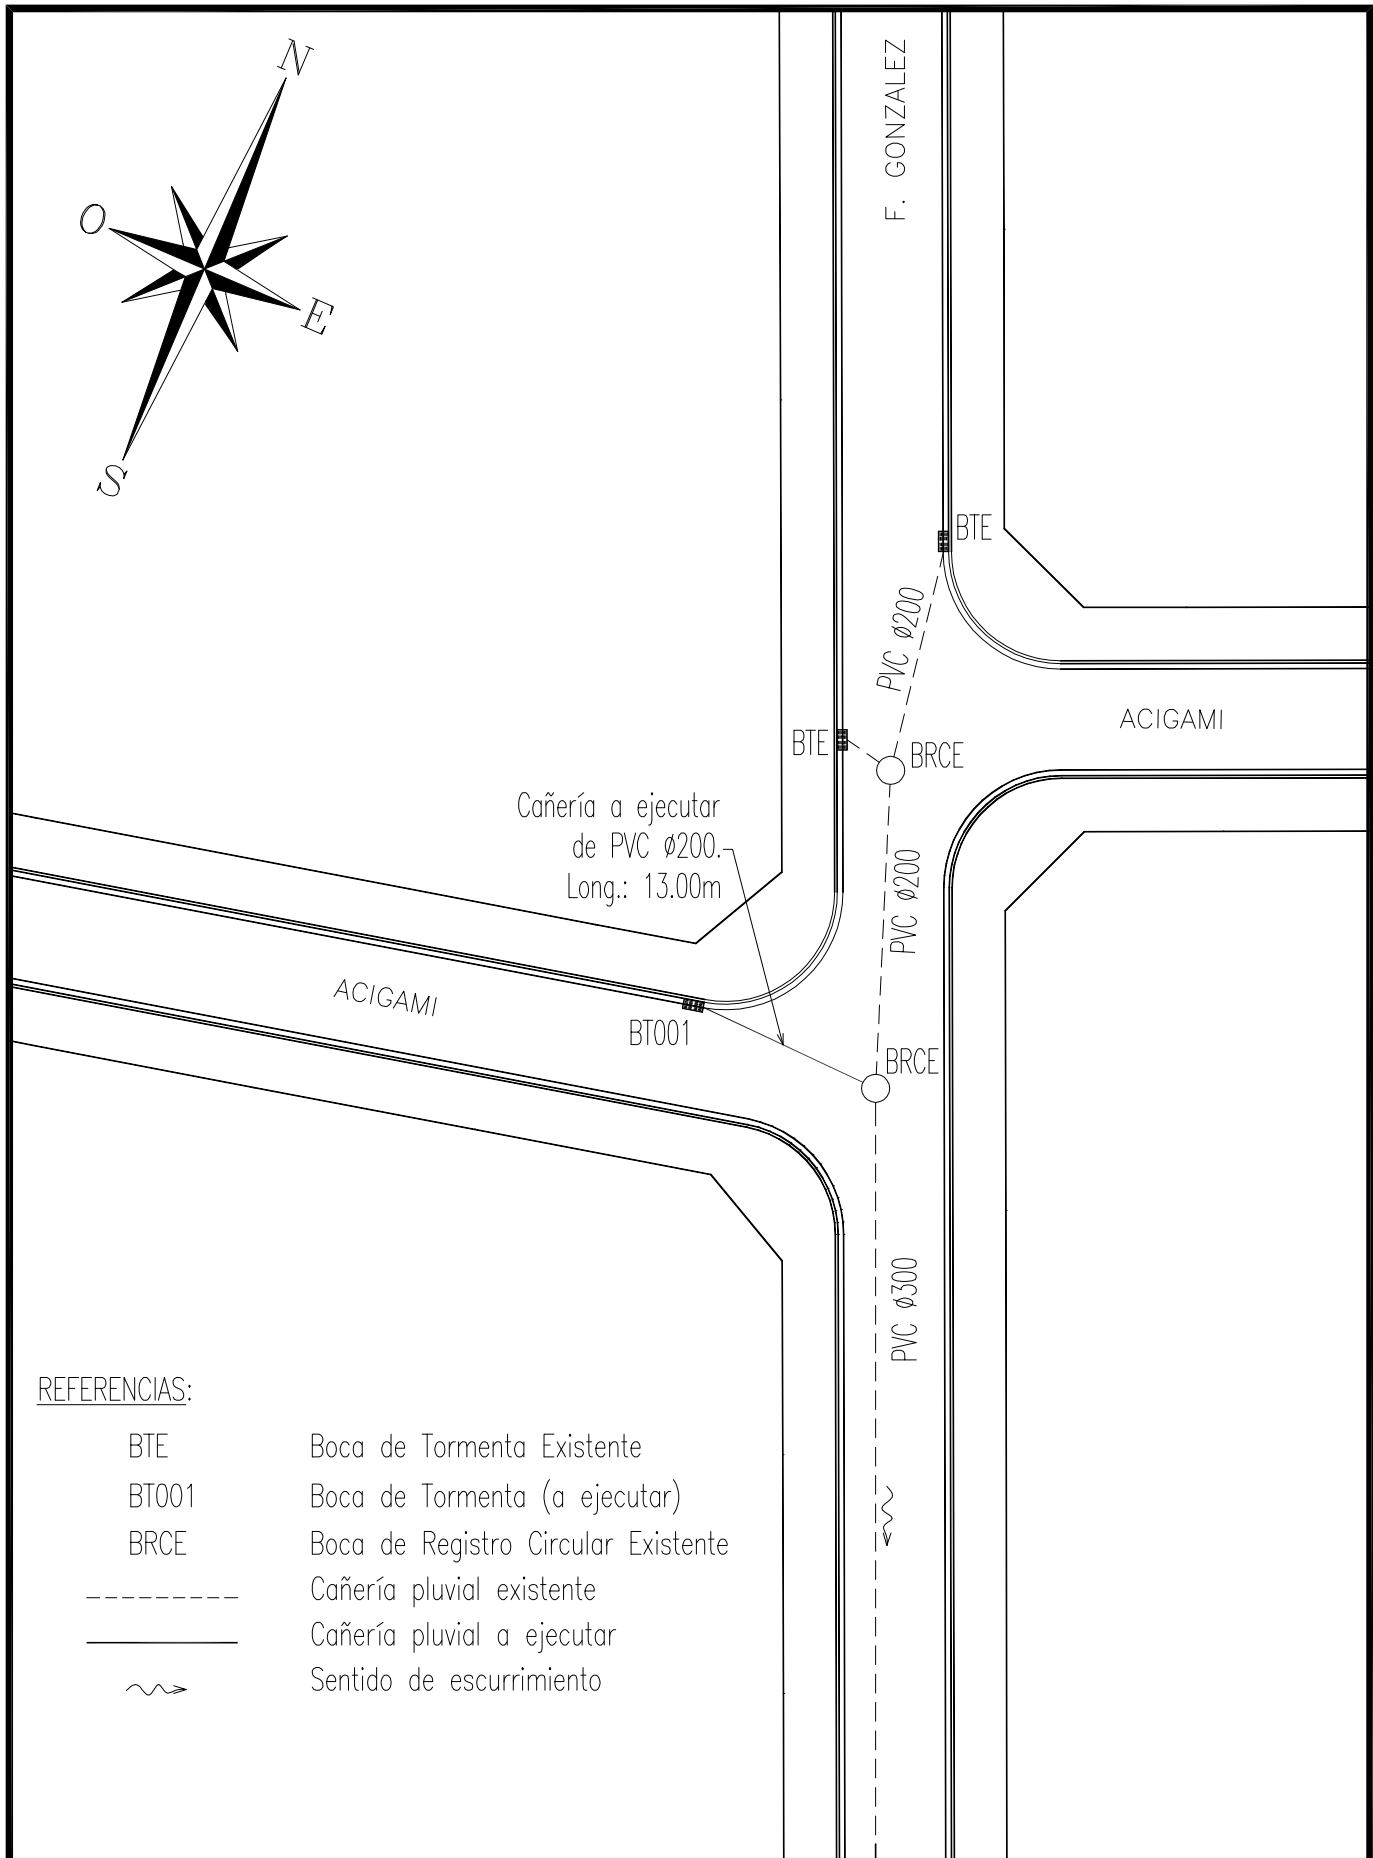 N
F. GONZALEZ
O
E
S
BTE
PVC ø200
ACIGAMI
BTE
BRCE
Cañería a ejecutar
de PVC ø200.
Long.: 13.00m
PVC ø200
ACIGAMI
BT001
BRCE
PVC ø300
REFERENCIAS:
BTE Boca de Tormenta Existente
BT001 Boca de Tormenta (a ejecutar)
BRCE Boca de Registro Circular Existente
Cañería pluvial existente
Cañería pluvial a ejecutar
Sentido de escurrimiento